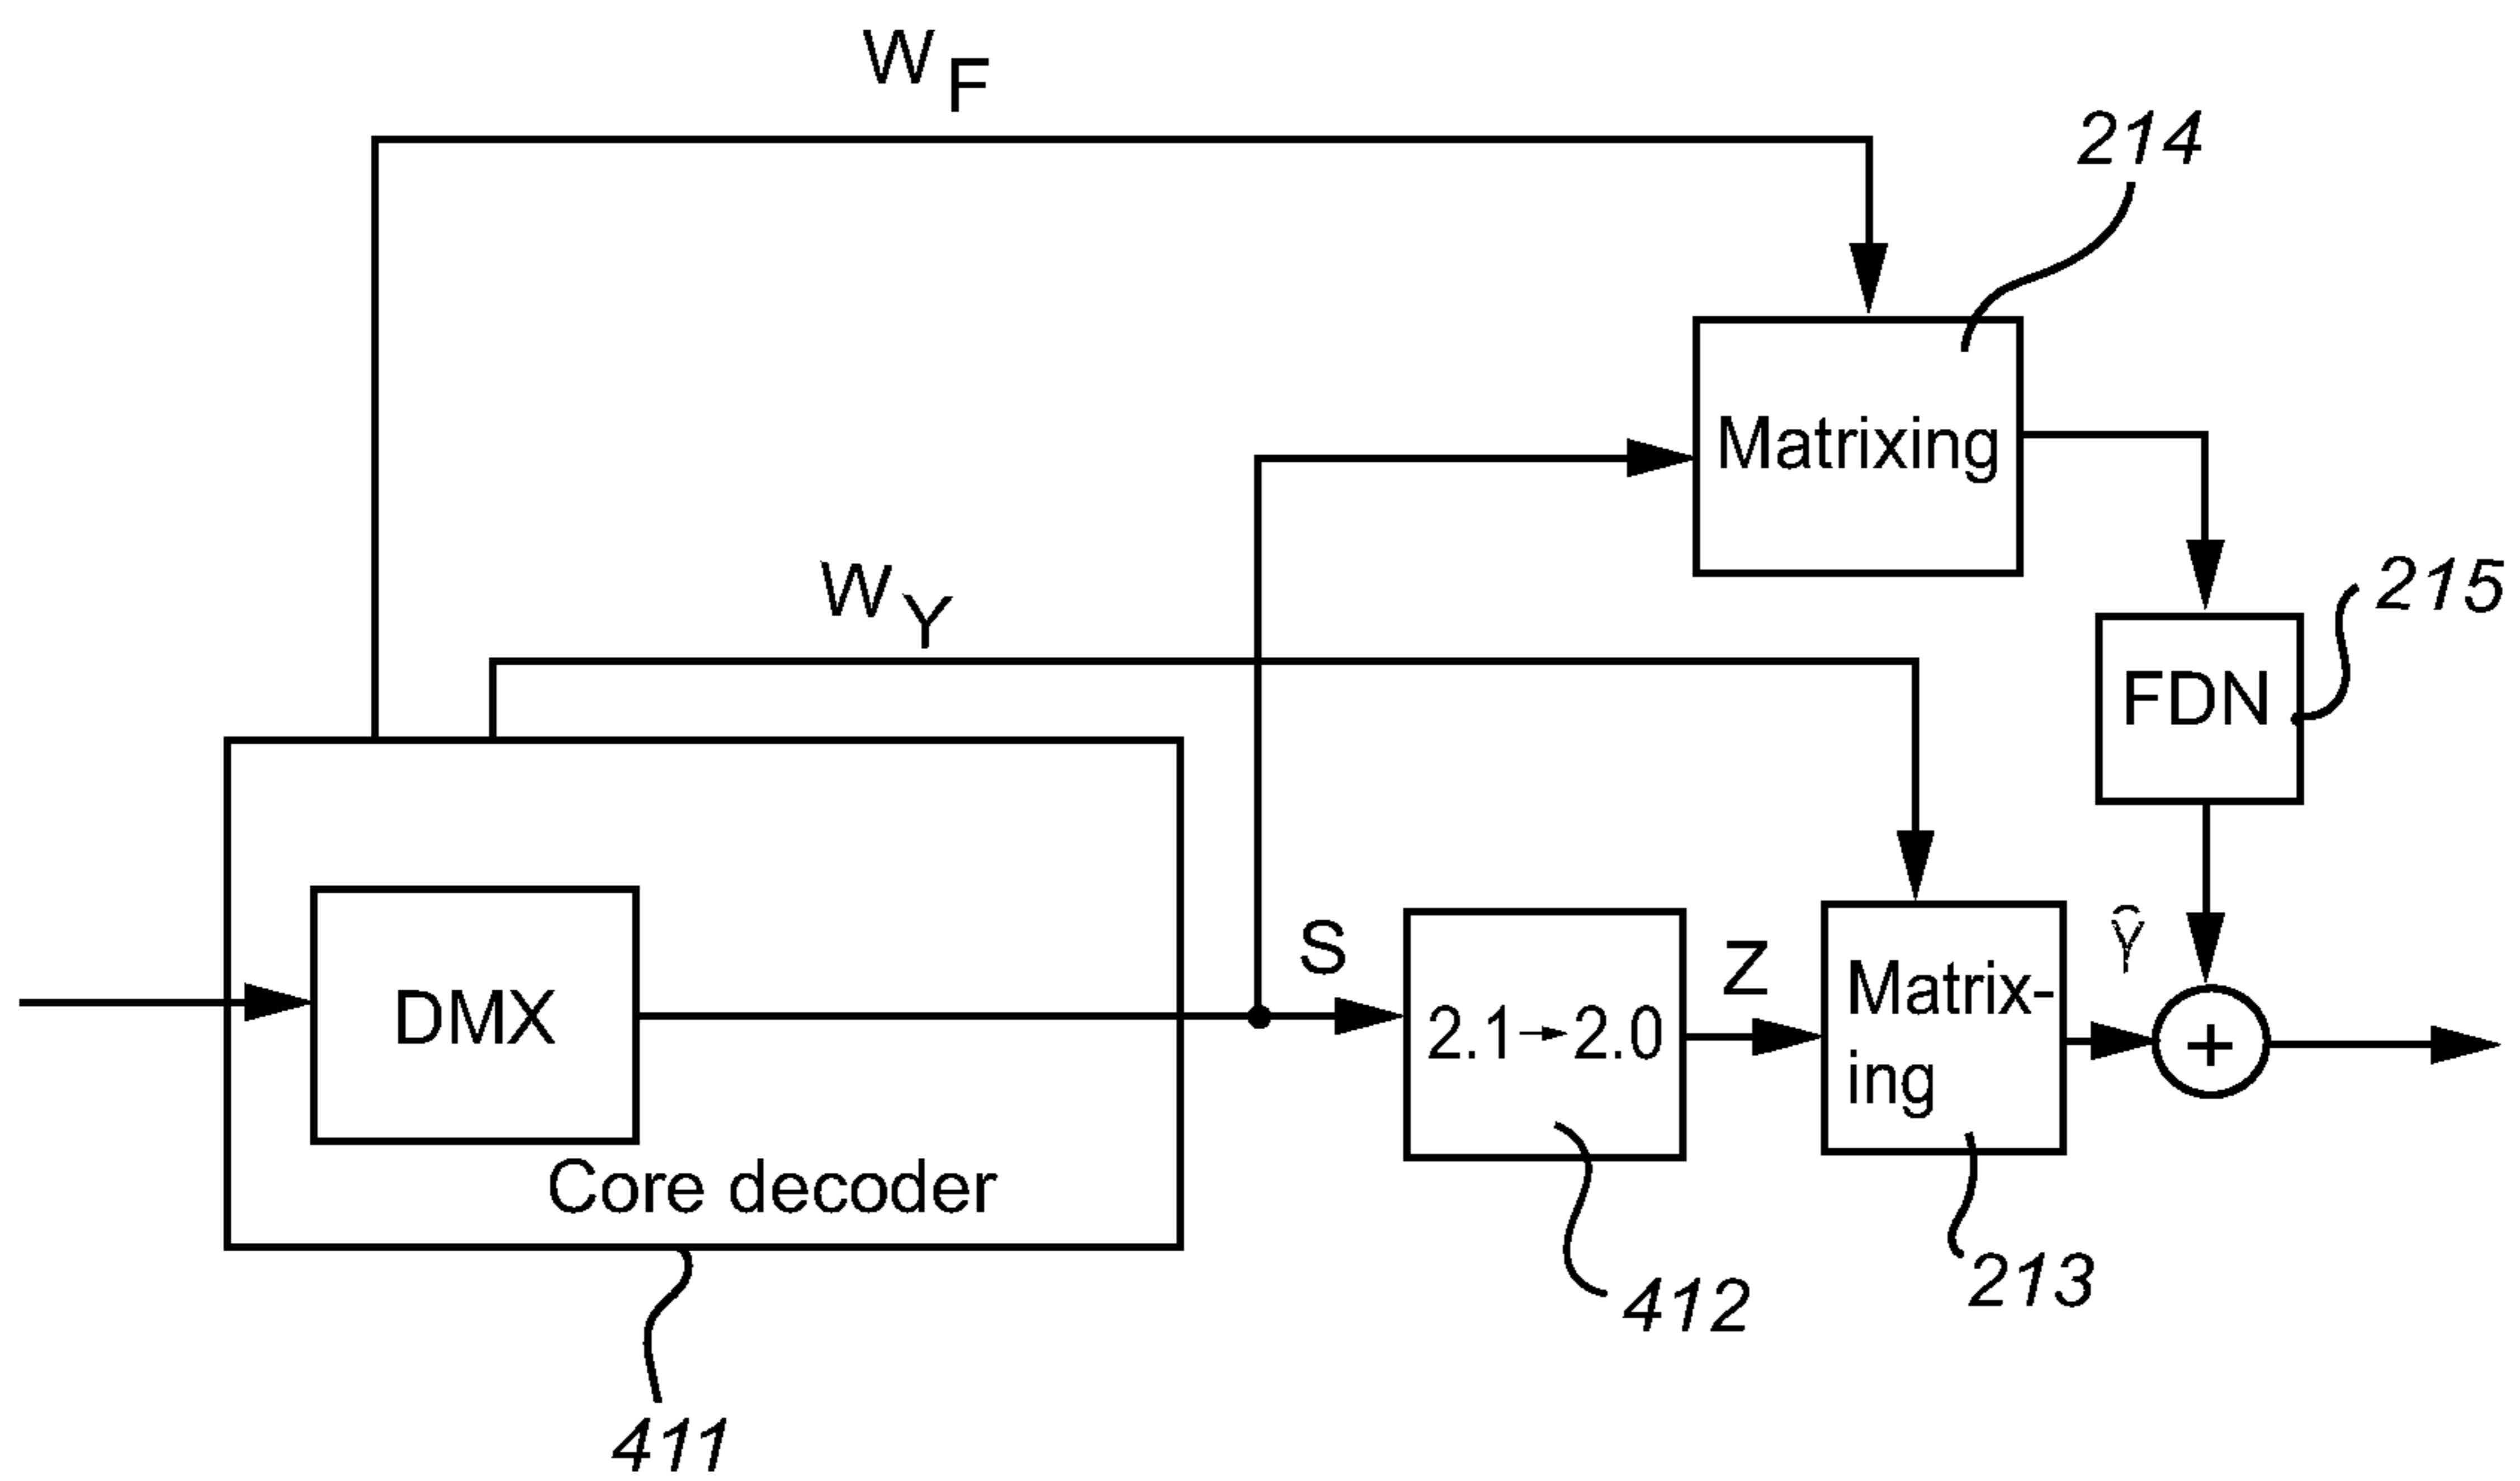 W F
214
Matrixing
W Y
215
FDN
S
Z
Ŷ
DMX
2.1→2.0
Matrix-
ing
+
Core decoder
213
412
411